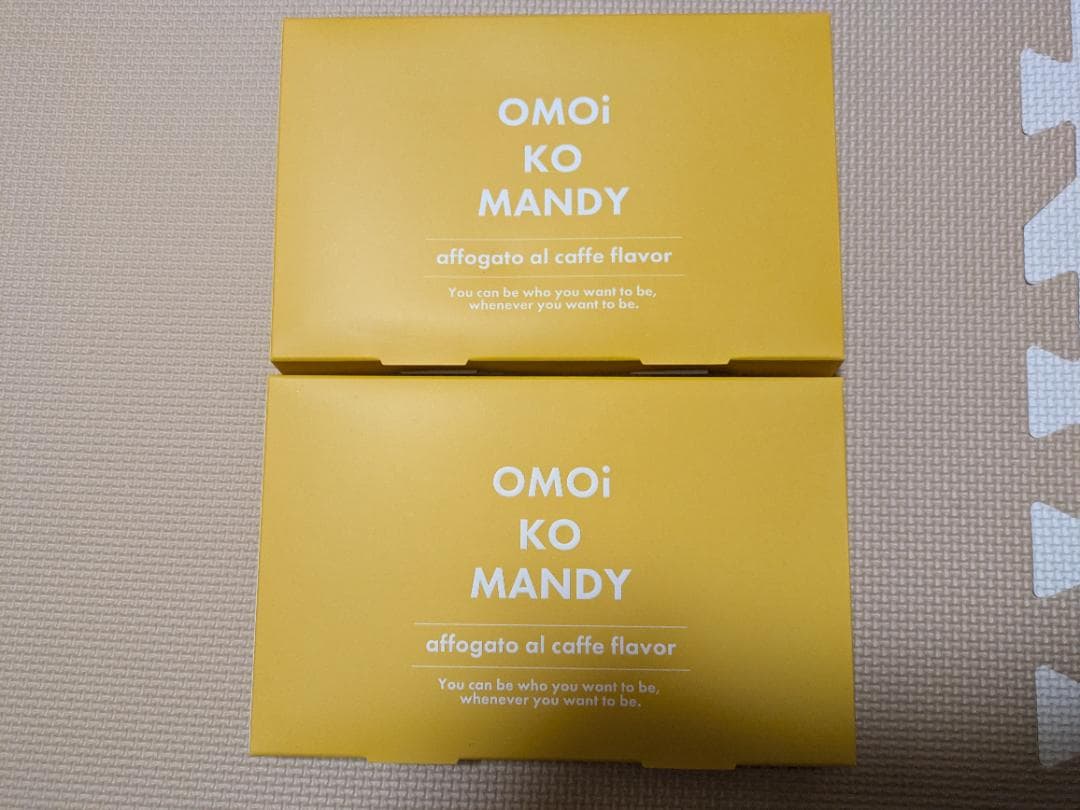 OMOi
KO
MANDY
affogato al caffe flavor
You can be who you want to be,
whenever you want to be.
OMOi
KO
MANDY
affogato al caffe flavor
You can be who you want to be,
whenever you want to be.